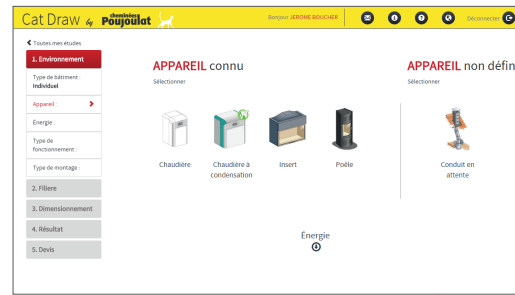 Cat Draw by cheminées Poujoulat
Bonjour JEROME BOUCHER
Déconnecter
Toutes mes études
1. Environnement
Type de bâtiment :
Individuel
Appareil :
Énergie :
Type de
fonctionnement :
Type de montage :
2. Filiere
3. Dimensionnement
4. Résultat
5. Devis
APPAREIL connu
Sélectionner
Chaudière
Chaudière à
condensation
Insert
Poêle
APPAREIL non défin
Sélectionner
Conduit en
attente
Énergie